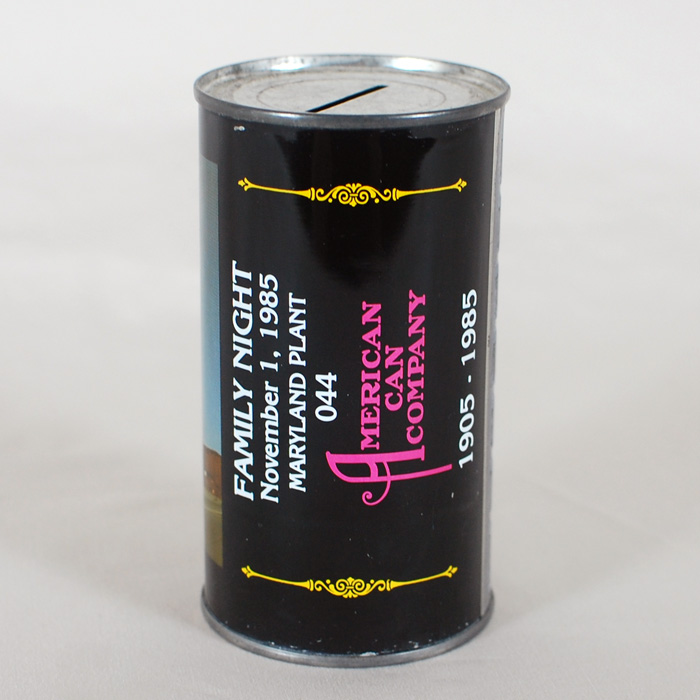 FAMILY NIGHT
November 1, 1985
MARYLAND PLANT
044
AMERICAN
CAN
COMPANY
1905 - 1985